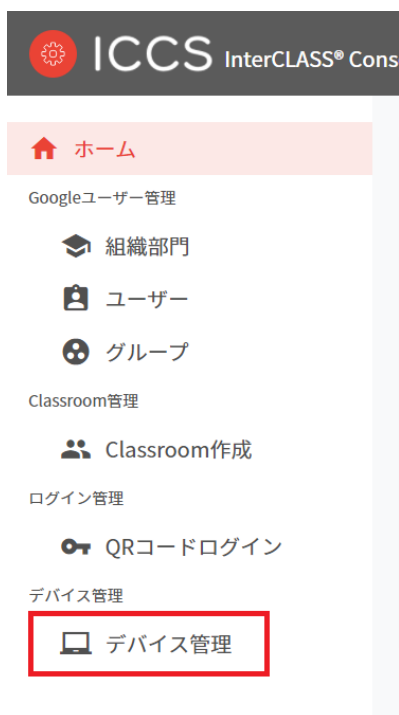 ICCS InterCLASS® Cons
ホーム
Googleユーザー管理
組織部門
ユーザー
グループ
Classroom管理
Classroom作成
ログイン管理
QRコードログイン
デバイス管理
デバイス管理